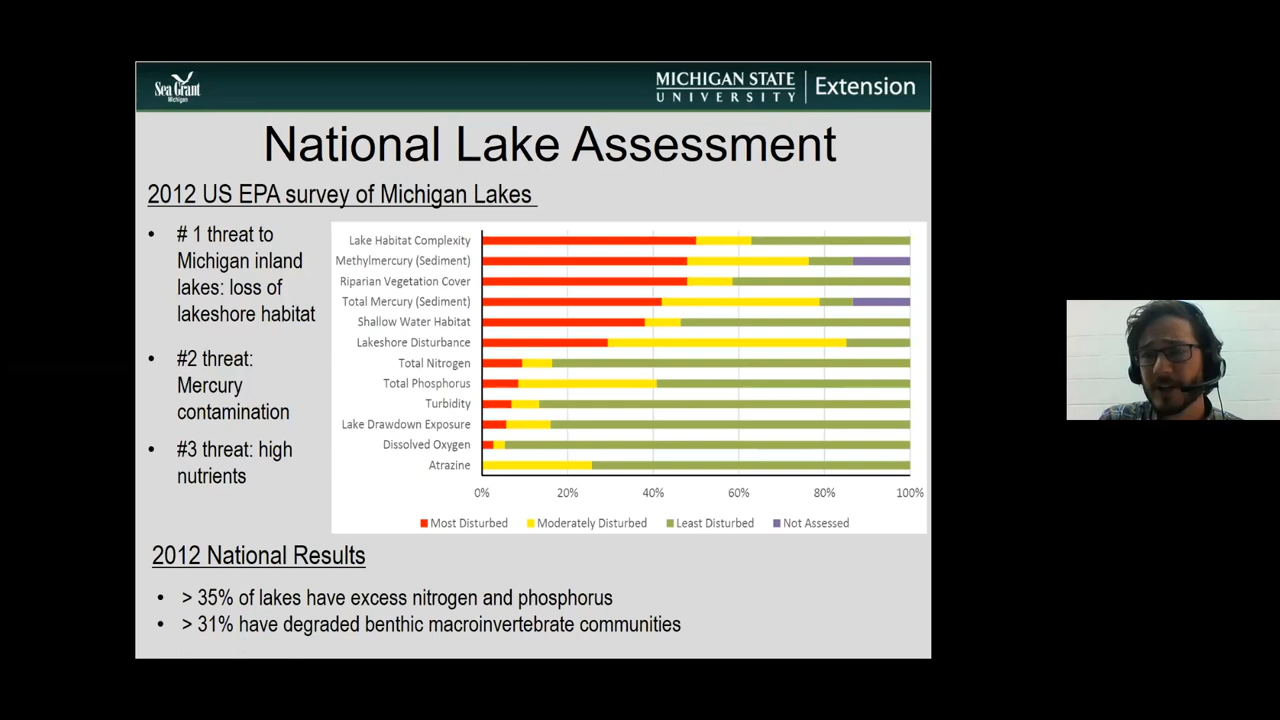 Sea Grant
Michigan
MICHIGAN STATE
UNIVERSITY
Extension
National Lake Assessment
2012 US EPA survey of Michigan Lakes
• # 1 threat to
Michigan inland
lakes: loss of
lakeshore habitat
• #2 threat:
Mercury
contamination
• #3 threat: high
nutrients
Lake Habitat Complexity
Methylmercury (Sediment)
Riparian Vegetation Cover
Total Mercury (Sediment)
Shallow Water Habitat
Lakeshore Disturbance
Total Nitrogen
Total Phosphorus
Turbidity
Lake Drawdown Exposure
Dissolved Oxygen
Atrazine
0% 20% 40% 60% 80% 100%
Most Disturbed Moderately Disturbed Least Disturbed Not Assessed
2012 National Results
• > 35% of lakes have excess nitrogen and phosphorus
• > 31% have degraded benthic macroinvertebrate communities